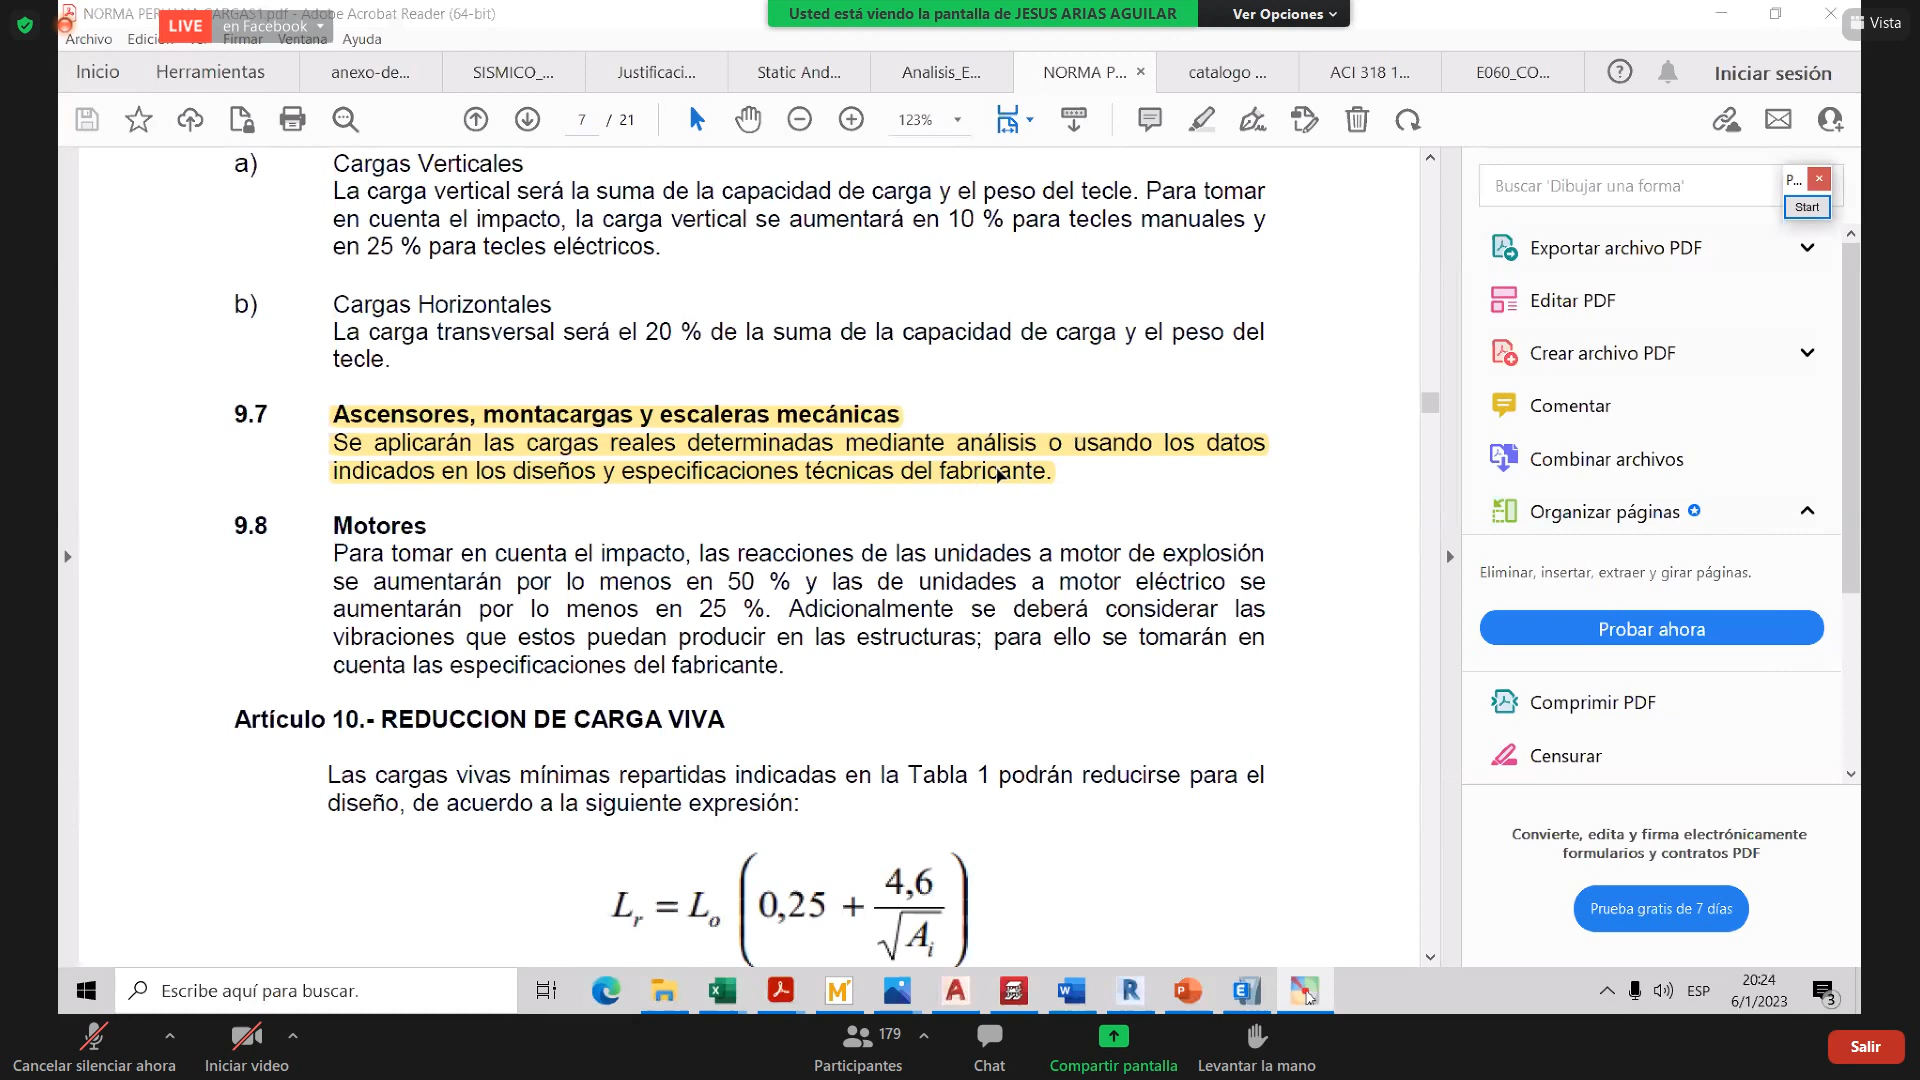 NORMA PERUANA CARGAS1.pdf - Adobe Acrobat Reader (64-bit)
LIVE en Facebook
Usted está viendo la pantalla de JESUS ARIAS AGUILAR
Ver Opciones
Vista
Archivo Firmar Ventana Ayuda
Inicio Herramientas anexo-de... SISMICO_... Justificaci... Static And... Analisis_E... NORMA P... × catalogo ... ACI 318 1... E060_CO... Iniciar sesión
7 / 21 123%
a) Cargas Verticales
La carga vertical será la suma de la capacidad de carga y el peso del tecle. Para tomar
en cuenta el impacto, la carga vertical se aumentará en 10 % para tecles manuales y
en 25 % para tecles eléctricos.
b) Cargas Horizontales
La carga transversal será el 20 % de la suma de la capacidad de carga y el peso del
tecle.
9.7 Ascensores, montacargas y escaleras mecánicas
Se aplicarán las cargas reales determinadas mediante análisis o usando los datos
indicados en los diseños y especificaciones técnicas del fabricante.
9.8 Motores
Para tomar en cuenta el impacto, las reacciones de las unidades a motor de explosión
se aumentarán por lo menos en 50 % y las de unidades a motor eléctrico se
aumentarán por lo menos en 25 %. Adicionalmente se deberá considerar las
vibraciones que estos puedan producir en las estructuras; para ello se tomarán en
cuenta las especificaciones del fabricante.
Artículo 10.- REDUCCION DE CARGA VIVA
Las cargas vivas mínimas repartidas indicadas en la Tabla 1 podrán reducirse para el
diseño, de acuerdo a la siguiente expresión:
Lr = Lo (0,25 + 4,6 / √Ai)
Buscar 'Dibujar una forma'
P... ×
Start
Exportar archivo PDF
Editar PDF
Crear archivo PDF
Comentar
Combinar archivos
Organizar páginas
Eliminar, insertar, extraer y girar páginas.
Probar ahora
Comprimir PDF
Censurar
Convierte, edita y firma electrónicamente
formularios y contratos PDF
Prueba gratis de 7 días
Escribe aquí para buscar.
ESP
20:24
6/1/2023
3
Cancelar silenciar ahora
Iniciar video
179
Participantes
Chat
Compartir pantalla
Levantar la mano
Salir